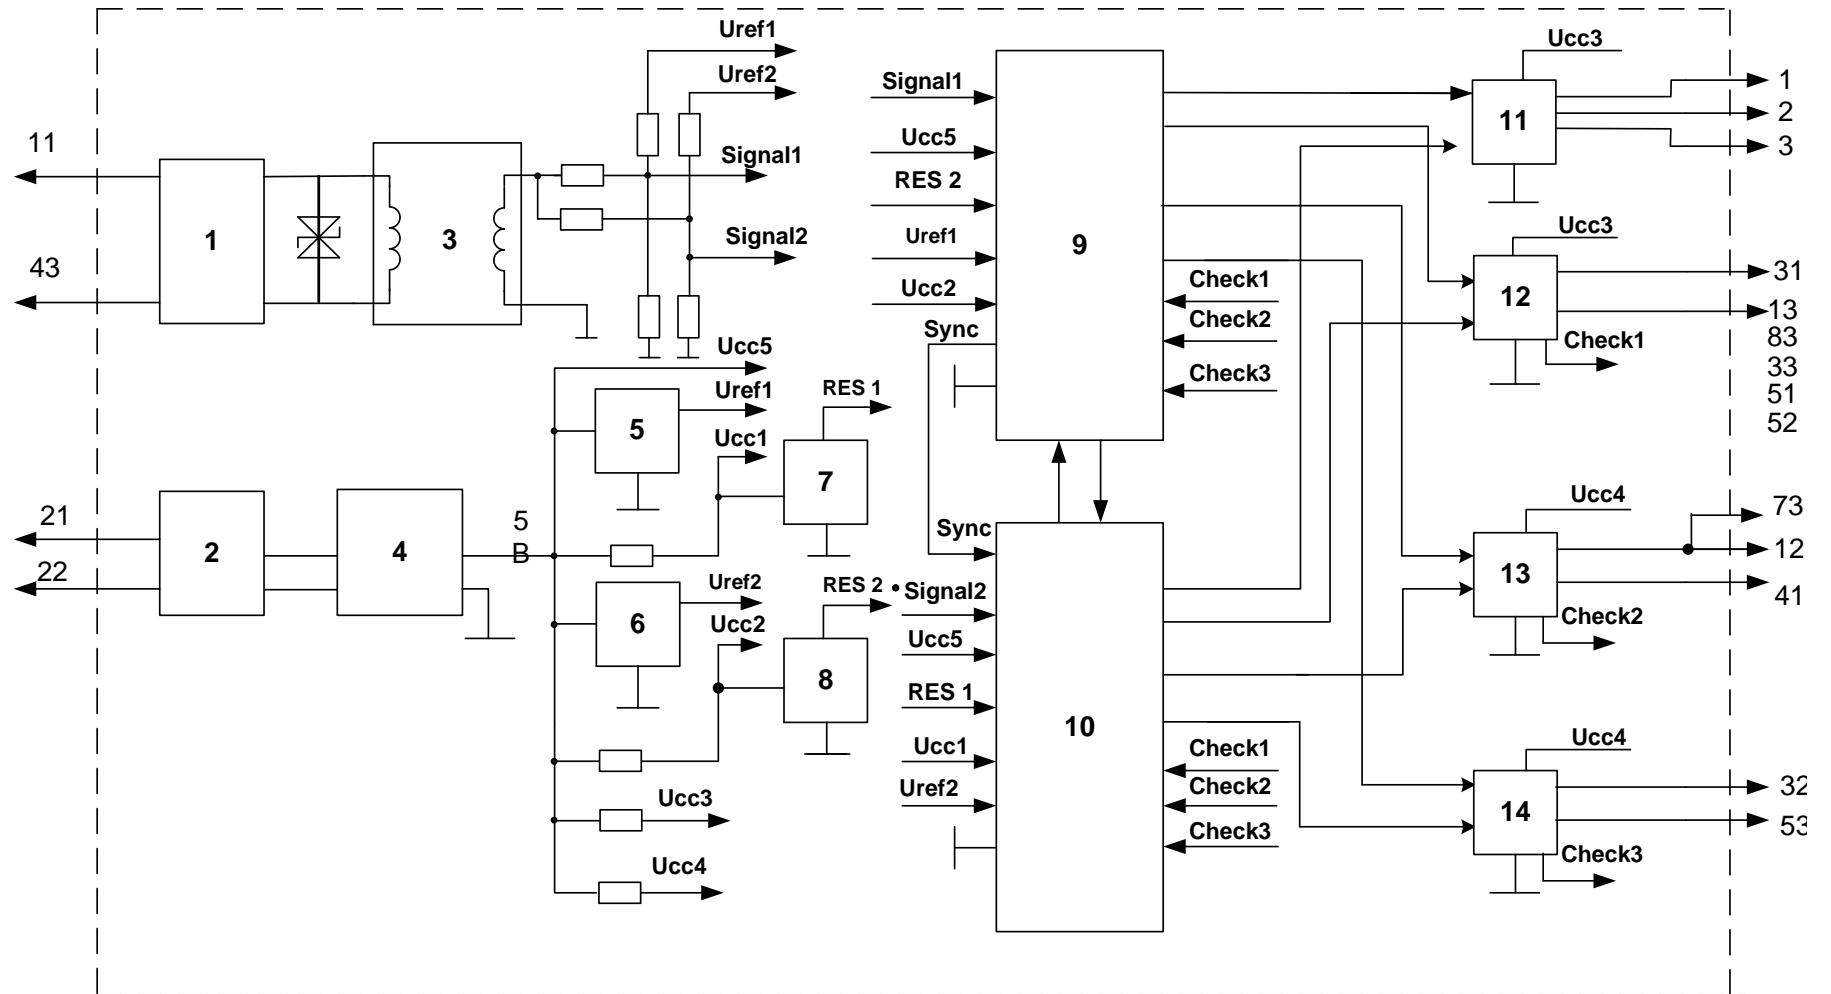 Uref1
Uref2
Signal1
Signal2
11
43
1
3
Ucc5
Uref1
5
Ucc1
RES 1
7
21
22
2
4
5
В
Uref2
6
Ucc2
RES 2
8
Ucc3
Ucc4
Signal1
Ucc5
RES 2
Uref1
Ucc2
Sync
9
Check1
Check2
Check3
Sync
Signal2
Ucc5
RES 1
Ucc1
Uref2
10
Check1
Check2
Check3
Ucc3
11
1
2
3
Ucc3
12
Check1
31
13
83
33
51
52
Ucc4
13
Check2
73
12
41
Ucc4
14
Check3
32
53